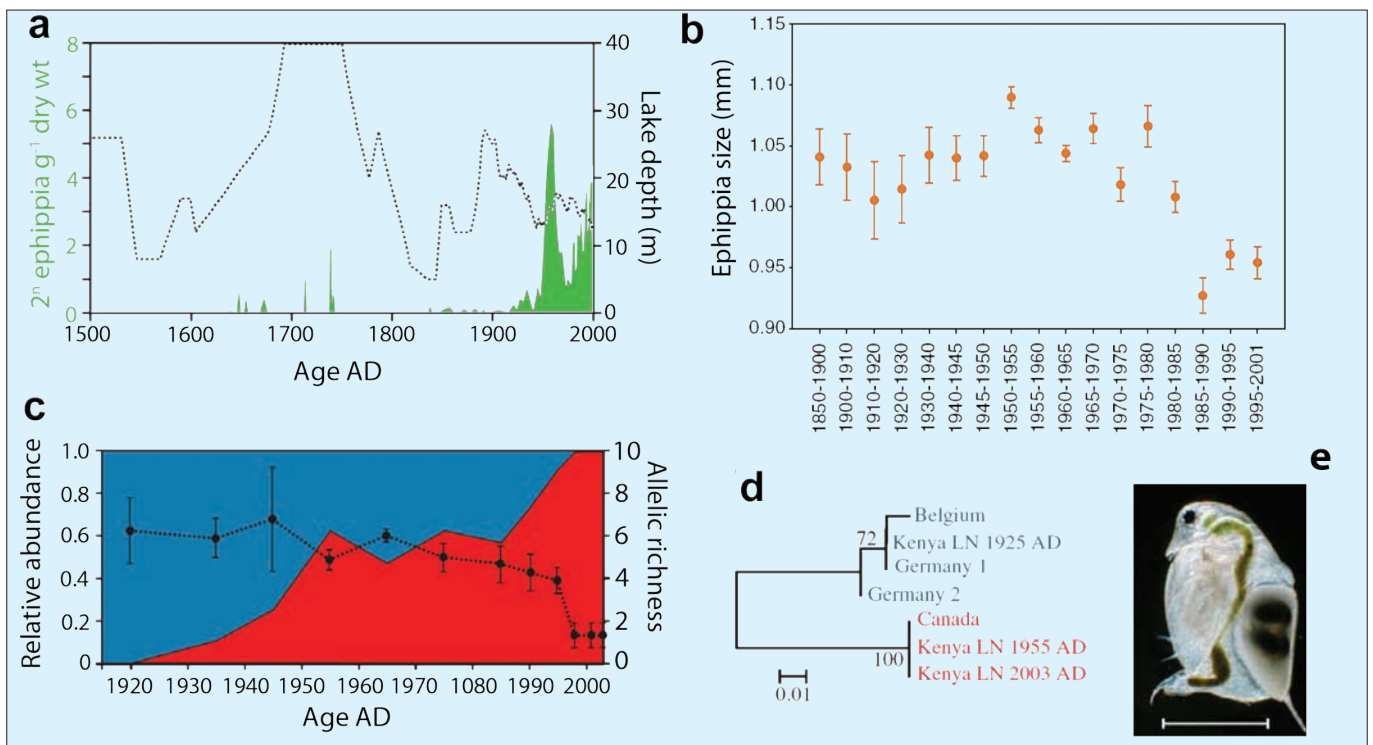 a
2ⁿ ephippia g⁻¹ dry wt
8
6
4
2
0
40
30
20
10
0
Lake depth (m)
1500 1600 1700 1800 1900 2000
Age AD
b
Ephippia size (mm)
1.15
1.10
1.05
1.00
0.95
0.90
1850-1900
1900-1910
1910-1920
1920-1930
1930-1940
1940-1945
1945-1950
1950-1955
1955-1960
1960-1965
1965-1970
1970-1975
1975-1980
1980-1985
1985-1990
1990-1995
1995-2001
c
Relative abundance
1.0
0.8
0.6
0.4
0.2
0
10
8
6
4
2
0
Allelic richness
1920 1930 1940 1950 1960 1970 1080 1990 2000
Age AD
d
72
Belgium
Kenya LN 1925 AD
Germany 1
Germany 2
Canada
Kenya LN 1955 AD
100
Kenya LN 2003 AD
0.01
e